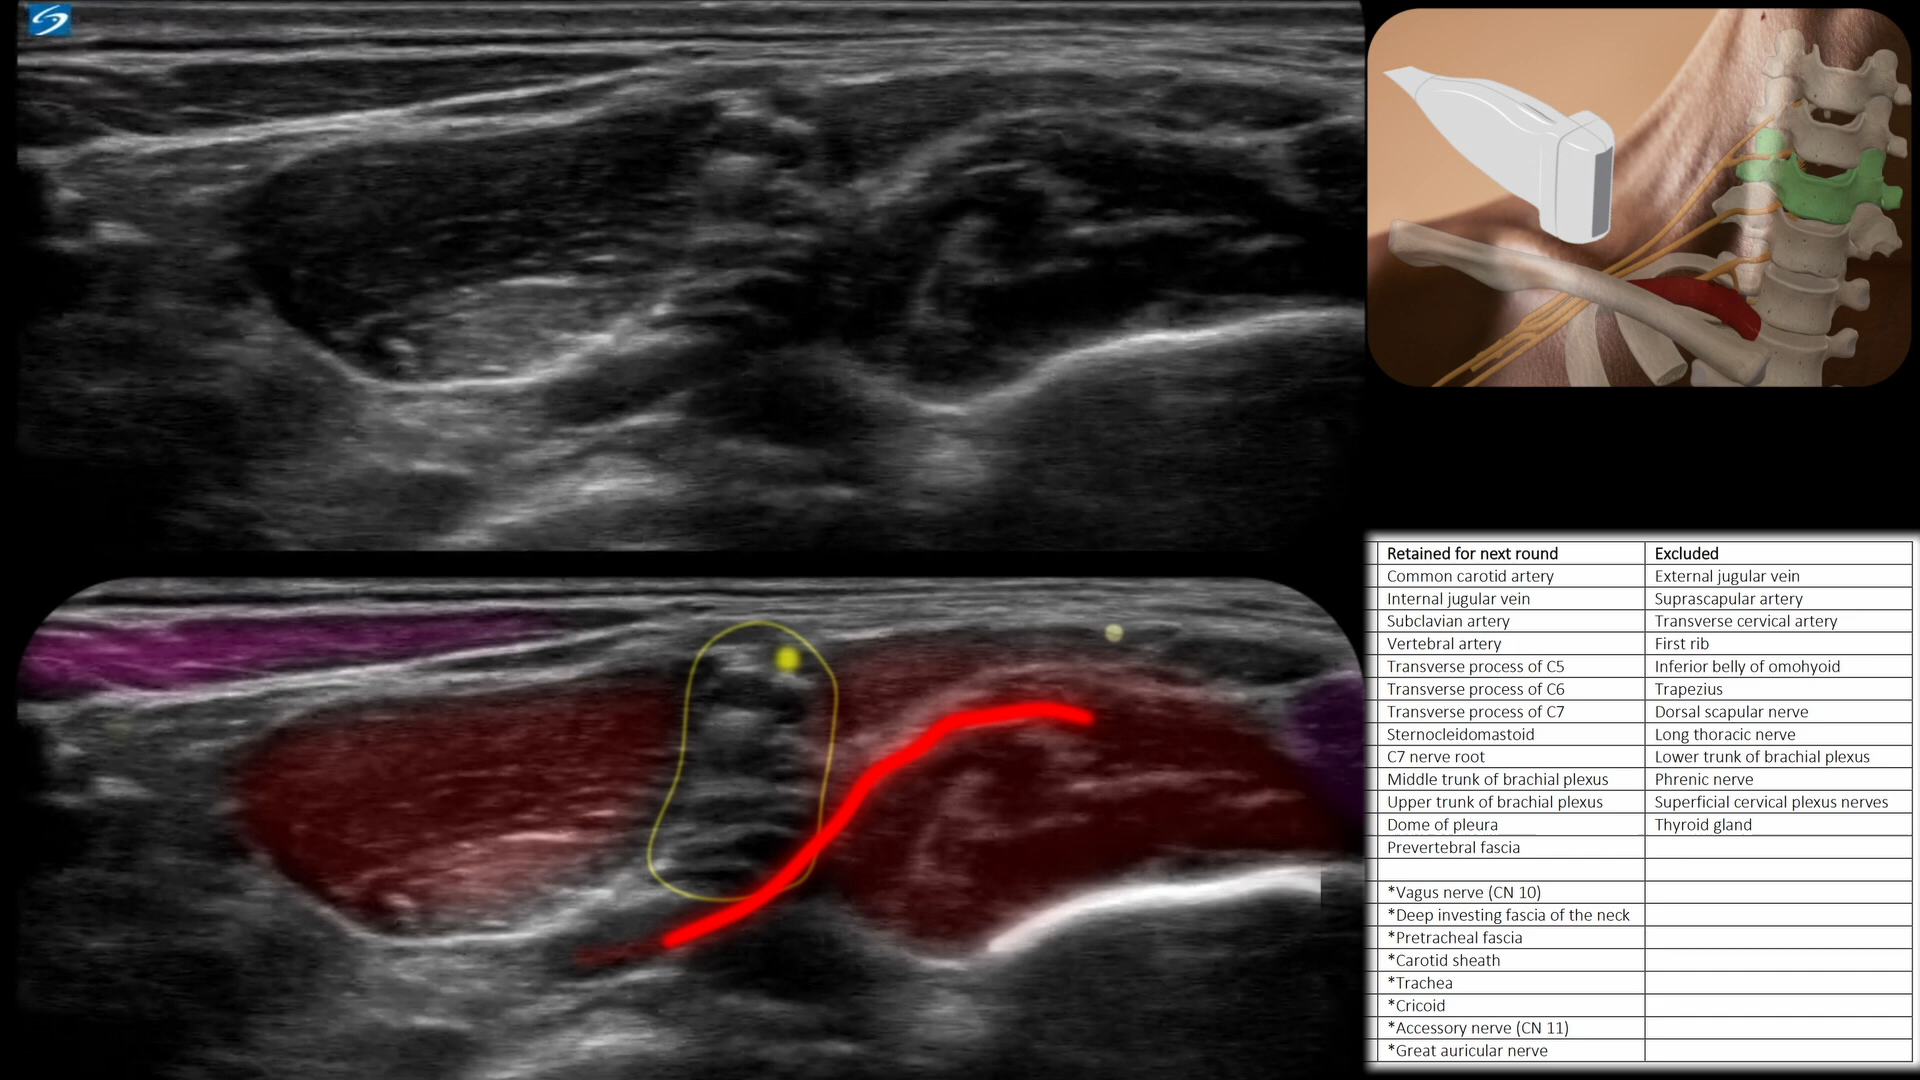 Retained for next round Excluded
Common carotid artery External jugular vein
Internal jugular vein Suprascapular artery
Subclavian artery Transverse cervical artery
Vertebral artery First rib
Transverse process of C5 Inferior belly of omohyoid
Transverse process of C6 Trapezius
Transverse process of C7 Dorsal scapular nerve
Sternocleidomastoid Long thoracic nerve
C7 nerve root Lower trunk of brachial plexus
Middle trunk of brachial plexus Phrenic nerve
Upper trunk of brachial plexus Superficial cervical plexus nerves
Dome of pleura Thyroid gland
Prevertebral fascia
*Vagus nerve (CN 10)
*Deep investing fascia of the neck
*Pretracheal fascia
*Carotid sheath
*Trachea
*Cricoid
*Accessory nerve (CN 11)
*Great auricular nerve